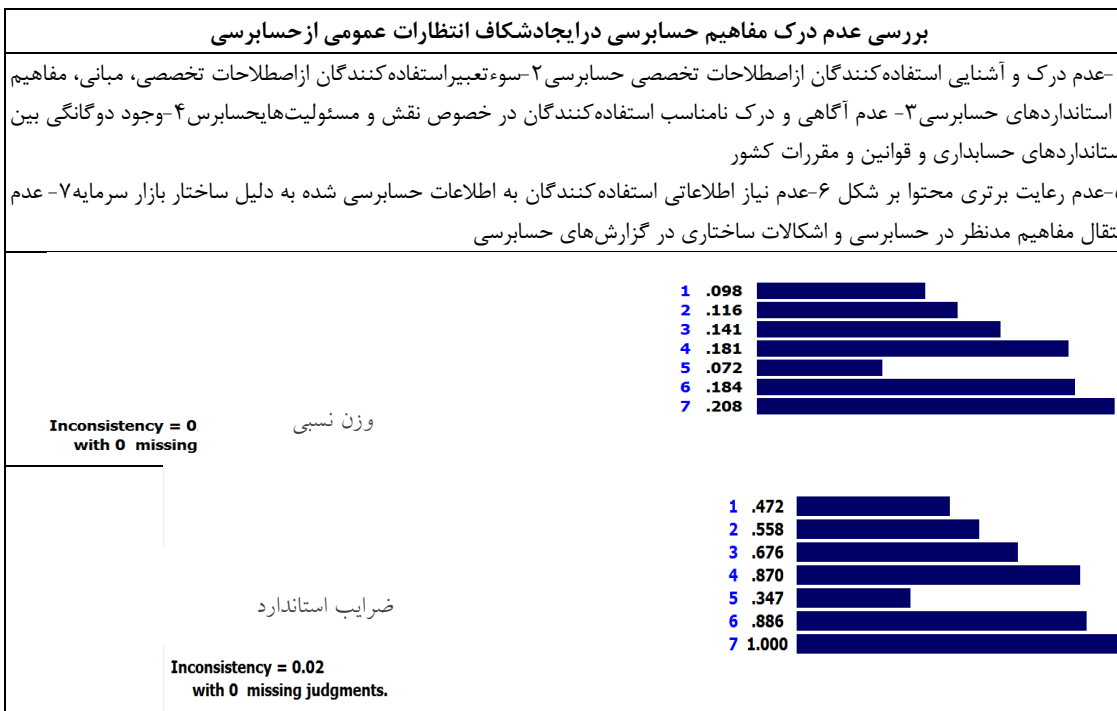 بررسی عدم درک مفاهیم حسابرسی درایجادشکاف انتظارات عمومی ازحسابرسی
-عدم درک و آشنایی استفاده‌کنندگان ازاصطلاحات تخصصی حسابرسی۲-سوءتعبیراستفاده‌کنندگان ازاصطلاحات تخصصی، مبانی، مفاهیم
استانداردهای حسابرسی۳- عدم آگاهی و درک نامناسب استفاده‌کنندگان در خصوص نقش و مسئولیت‌هایحسابرس۴-وجود دوگانگی بین
ستانداردهای حسابداری و قوانین و مقررات کشور
-عدم رعایت برتری محتوا بر شکل ۶-عدم نیاز اطلاعاتی استفاده‌کنندگان به اطلاعات حسابرسی شده به دلیل ساختار بازار سرمایه۷- عدم
تقال مفاهیم مدنظر در حسابرسی و اشکالات ساختاری در گزارش‌های حسابرسی
1 .098
2 .116
3 .141
4 .181
5 .072
6 .184
7 .208
وزن نسبی
Inconsistency = 0
with 0 missing
1 .472
2 .558
3 .676
4 .870
5 .347
6 .886
7 1.000
ضرایب استاندارد
Inconsistency = 0.02
with 0 missing judgments.